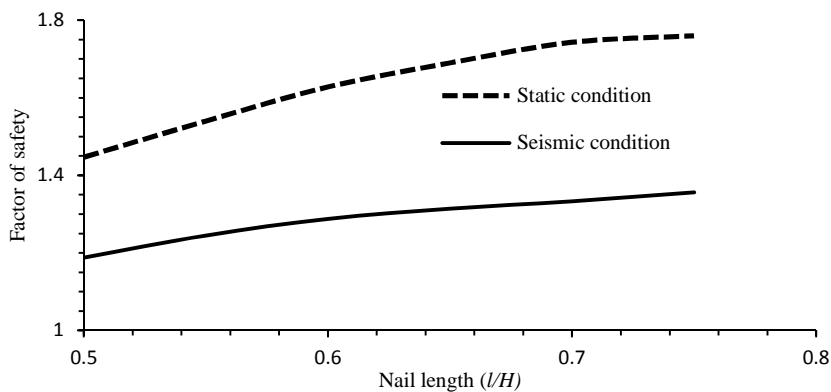 1.8
1.4
1
Factor of safety
Static condition
Seismic condition
0.5
0.6
0.7
0.8
Nail length (l/H)